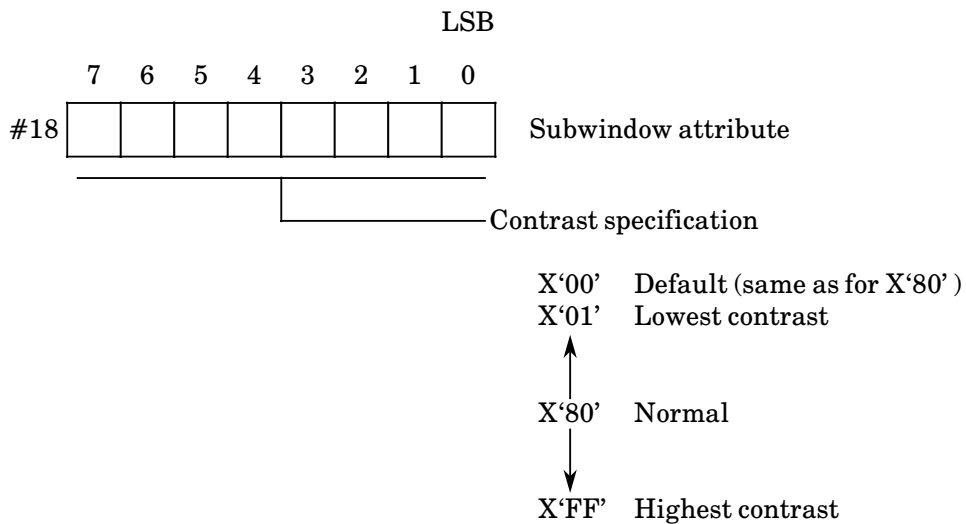 LSB
7 6 5 4 3 2 1 0
#18 Subwindow attribute
Contrast specification
X‘00’ Default (same as for X‘80’ )
X‘01’ Lowest contrast
X‘80’ Normal
X‘FF’ Highest contrast